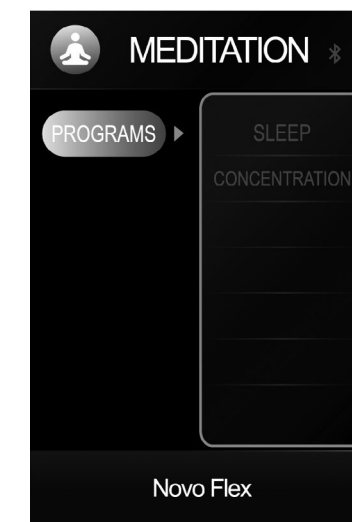 MEDITATION
PROGRAMS
SLEEP
CONCENTRATION
Novo Flex